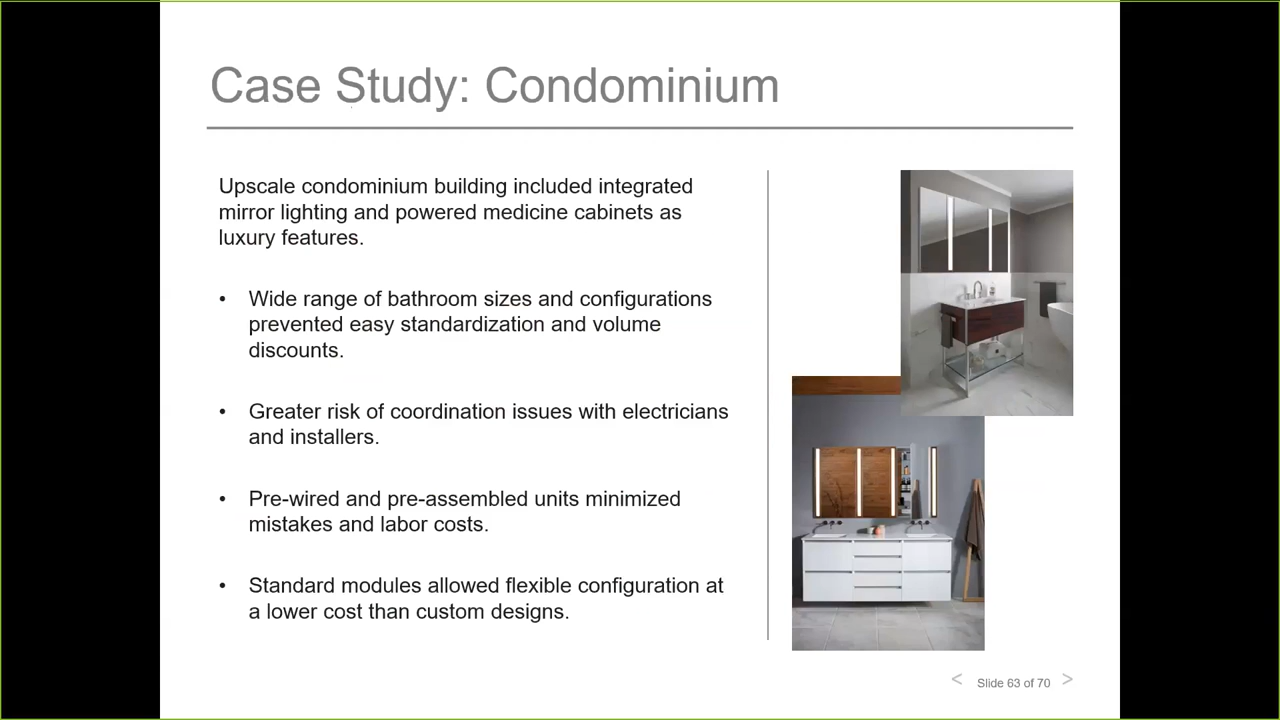 Case Study: Condominium
Upscale condominium building included integrated
mirror lighting and powered medicine cabinets as
luxury features.
• Wide range of bathroom sizes and configurations
prevented easy standardization and volume
discounts.
• Greater risk of coordination issues with electricians
and installers.
• Pre-wired and pre-assembled units minimized
mistakes and labor costs.
• Standard modules allowed flexible configuration at
a lower cost than custom designs.
< Slide 63 of 70 >